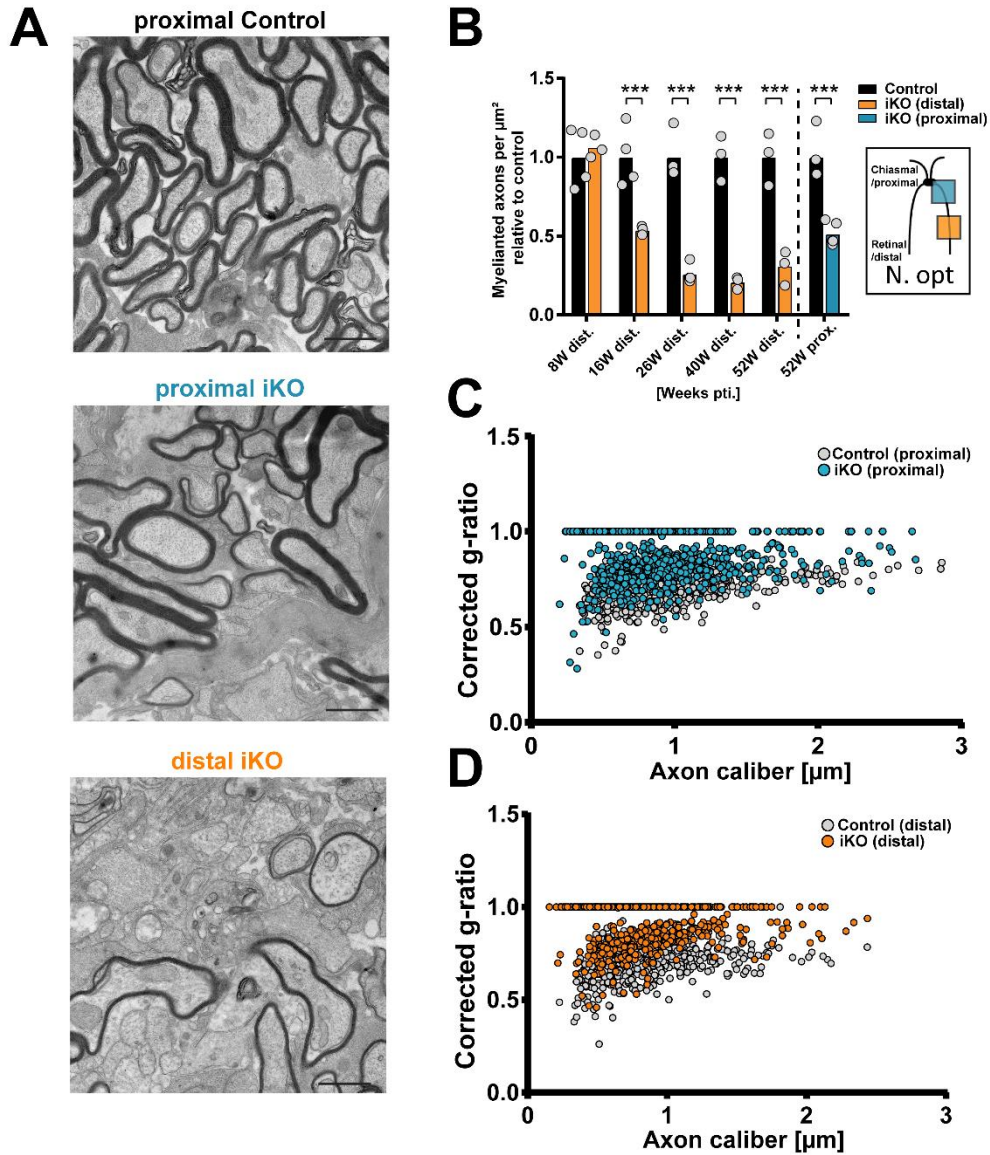 A
proximal Control
proximal iKO
distal iKO
B
1.5
1.0
0.5
0.0
Myelianted axons per µm²
relative to control
*** *** *** *** ***
8W dist.
16W dist.
26W dist.
40W dist.
52W dist.
52W prox.
[Weeks pti.]
Control
iKO (distal)
iKO (proximal)
Chiasmal
/proximal
Retinal
/distal
N. opt
C
1.5
1.0
0.5
0.0
Corrected g-ratio
0 1 2 3
Axon caliber [µm]
Control (proximal)
iKO (proximal)
D
1.5
1.0
0.5
0.0
Corrected g-ratio
0 1 2 3
Axon caliber [µm]
Control (distal)
iKO (distal)